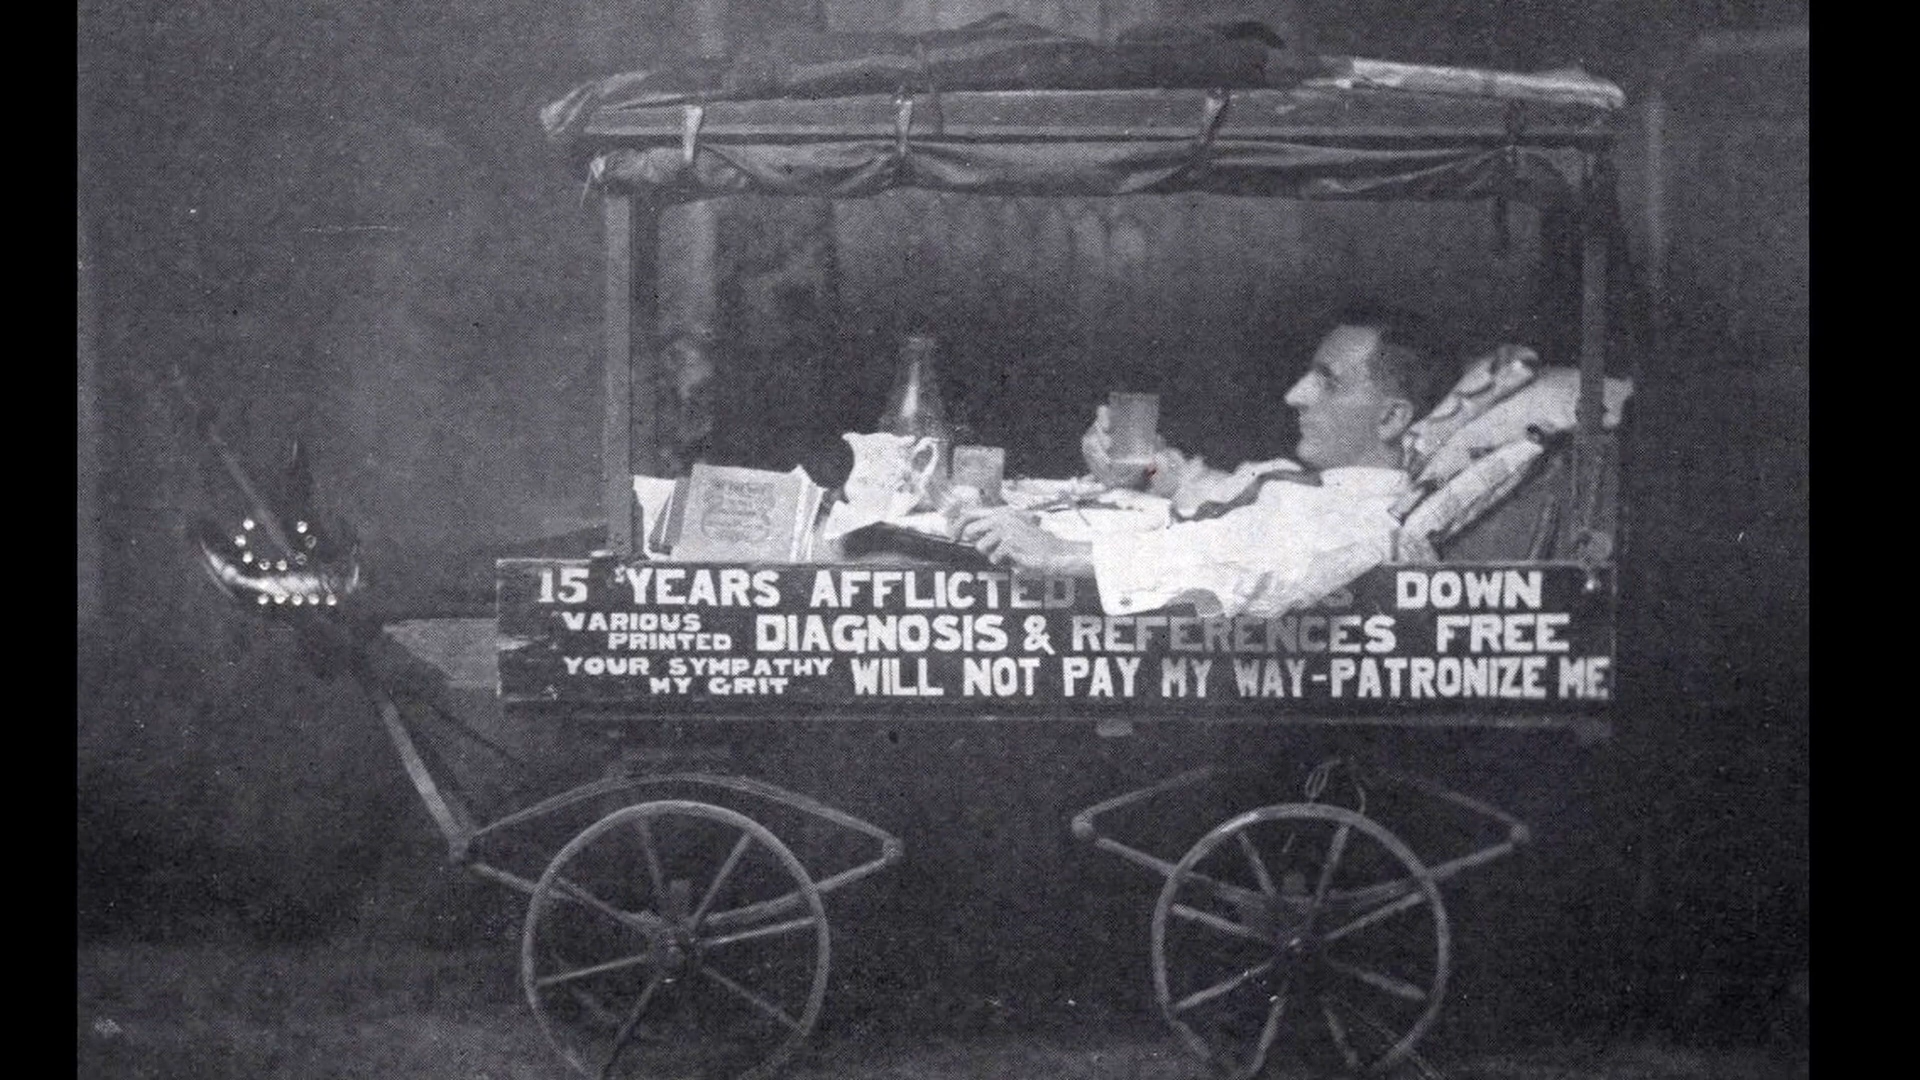 15 YEARS AFFLICTED DOWN
VARIOUS PRINTED DIAGNOSIS & REFERENCES FREE
YOUR SYMPATHY MY GRIT WILL NOT PAY MY WAY-PATRONIZE ME